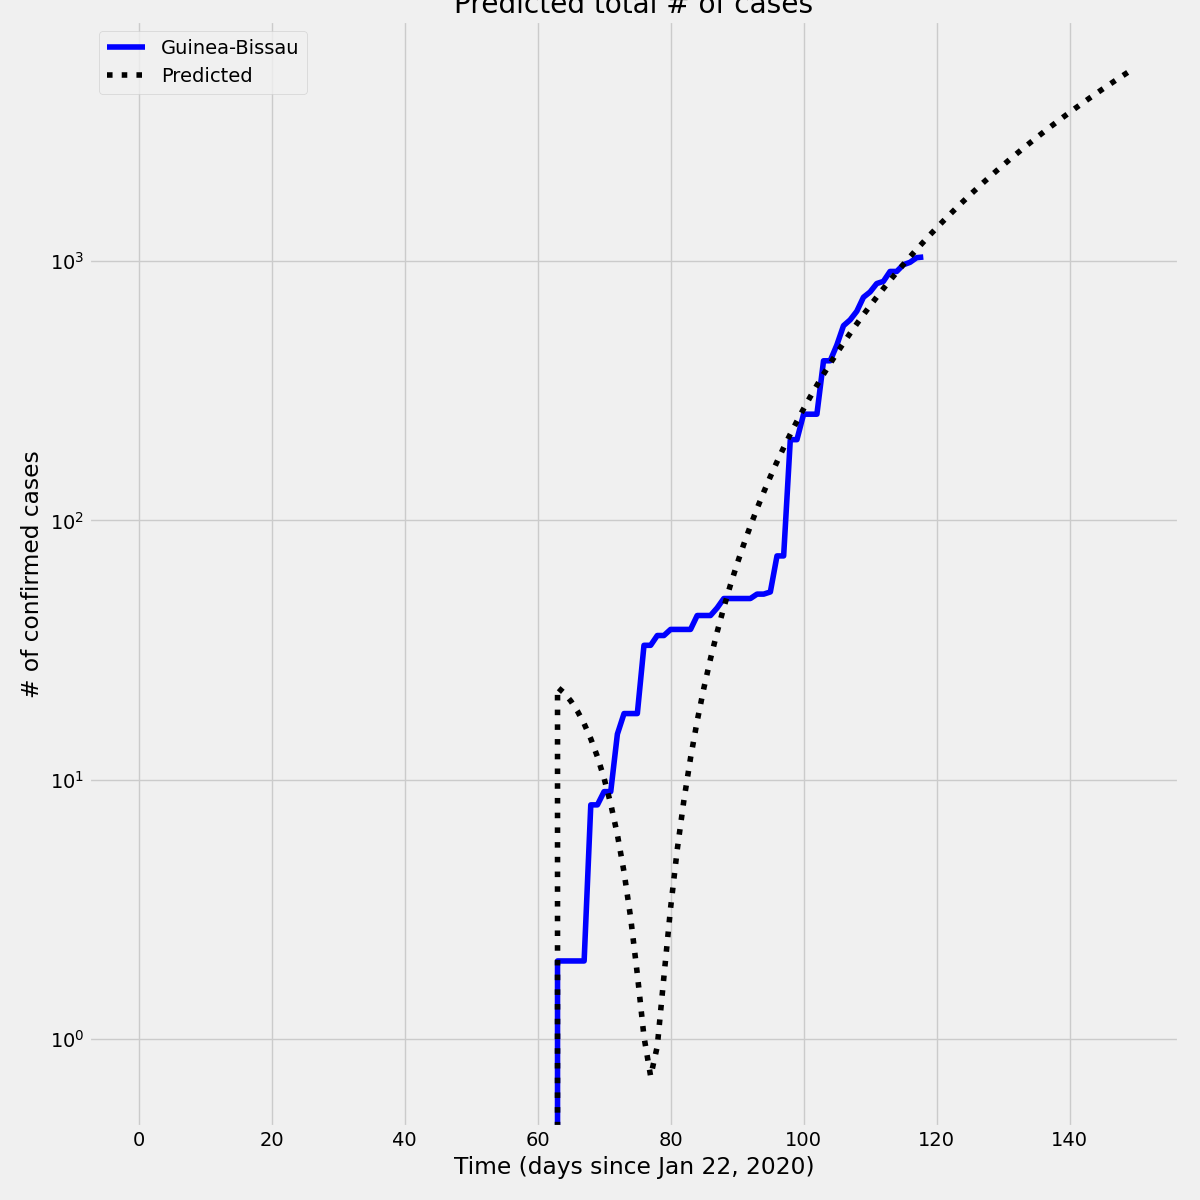 Predicted total # of cases
Guinea-Bissau
Predicted
# of confirmed cases
10³
10²
10¹
10⁰
0 20 40 60 80 100 120 140
Time (days since Jan 22, 2020)